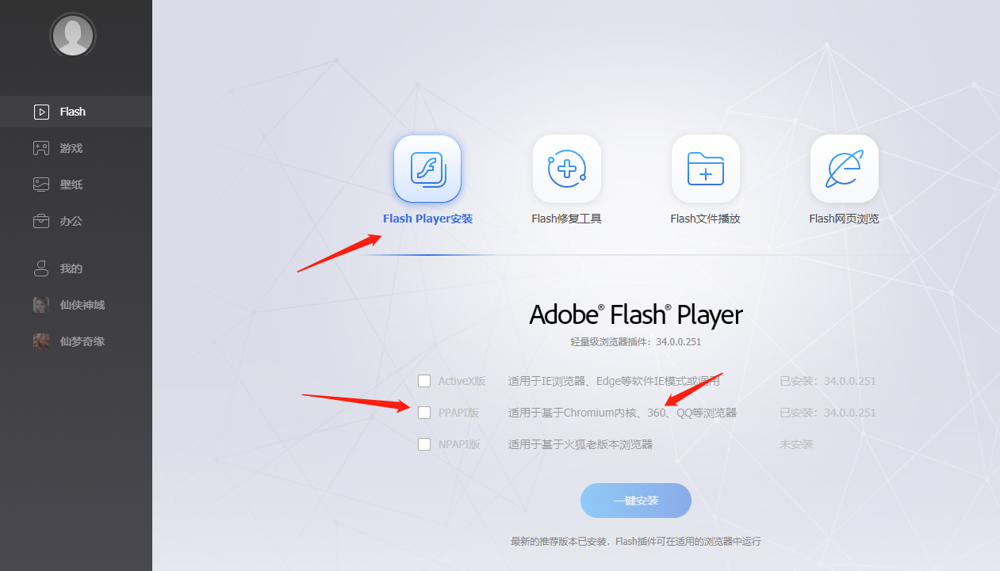 Flash
游戏
壁纸
办公
我的
仙侠神域
仙梦奇缘
Flash Player安装
Flash修复工具
Flash文件播放
Flash网页浏览
Adobe® Flash® Player
轻量级浏览器插件：34.0.0.251
ActiveX版 适用于IE浏览器、Edge等软件IE模式或调用 已安装：34.0.0.251
PPAPI版 适用于基于Chromium内核、360、QQ等浏览器 已安装：34.0.0.251
NPAPI版 适用于基于火狐老版本浏览器 未安装
一键安装
最新的推荐版本已安装，Flash插件可在适用的浏览器中运行